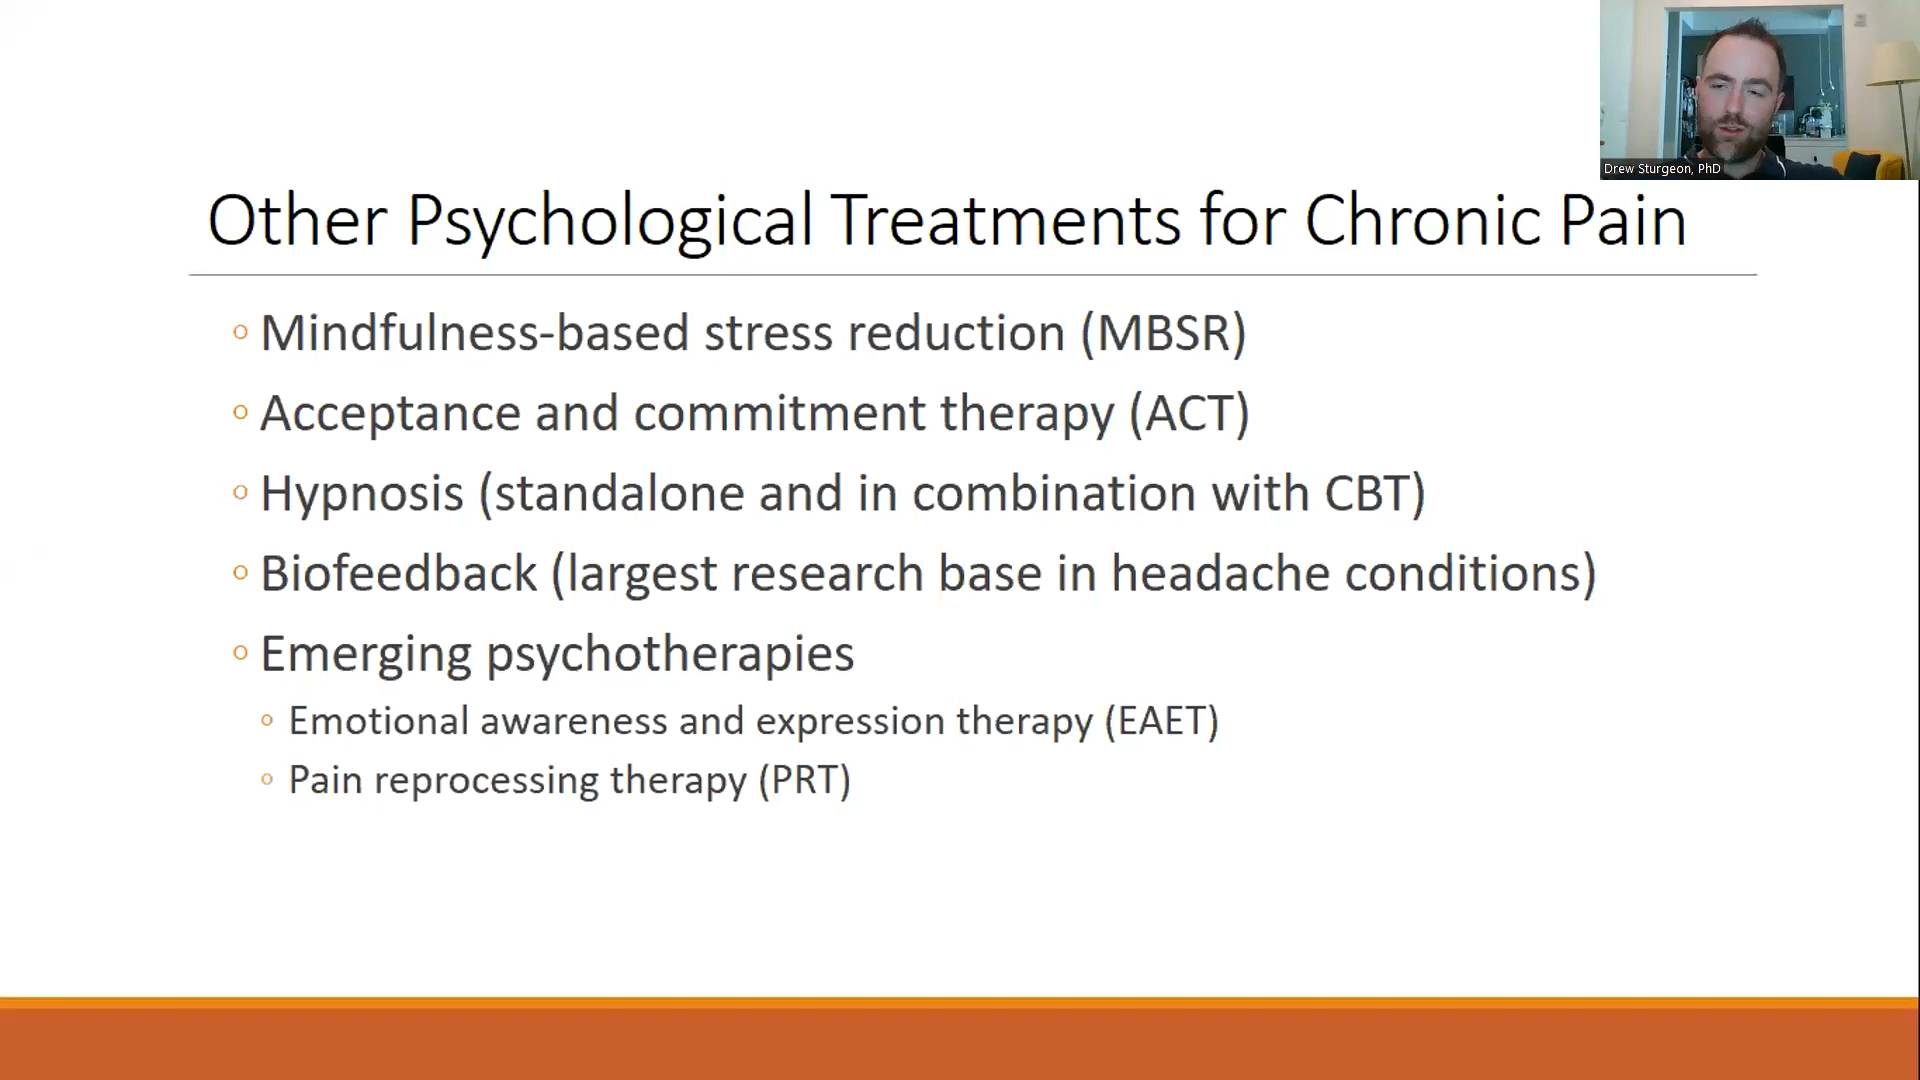 Drew Sturgeon, PhD
Other Psychological Treatments for Chronic Pain
Mindfulness-based stress reduction (MBSR)
Acceptance and commitment therapy (ACT)
Hypnosis (standalone and in combination with CBT)
Biofeedback (largest research base in headache conditions)
Emerging psychotherapies
Emotional awareness and expression therapy (EAET)
Pain reprocessing therapy (PRT)